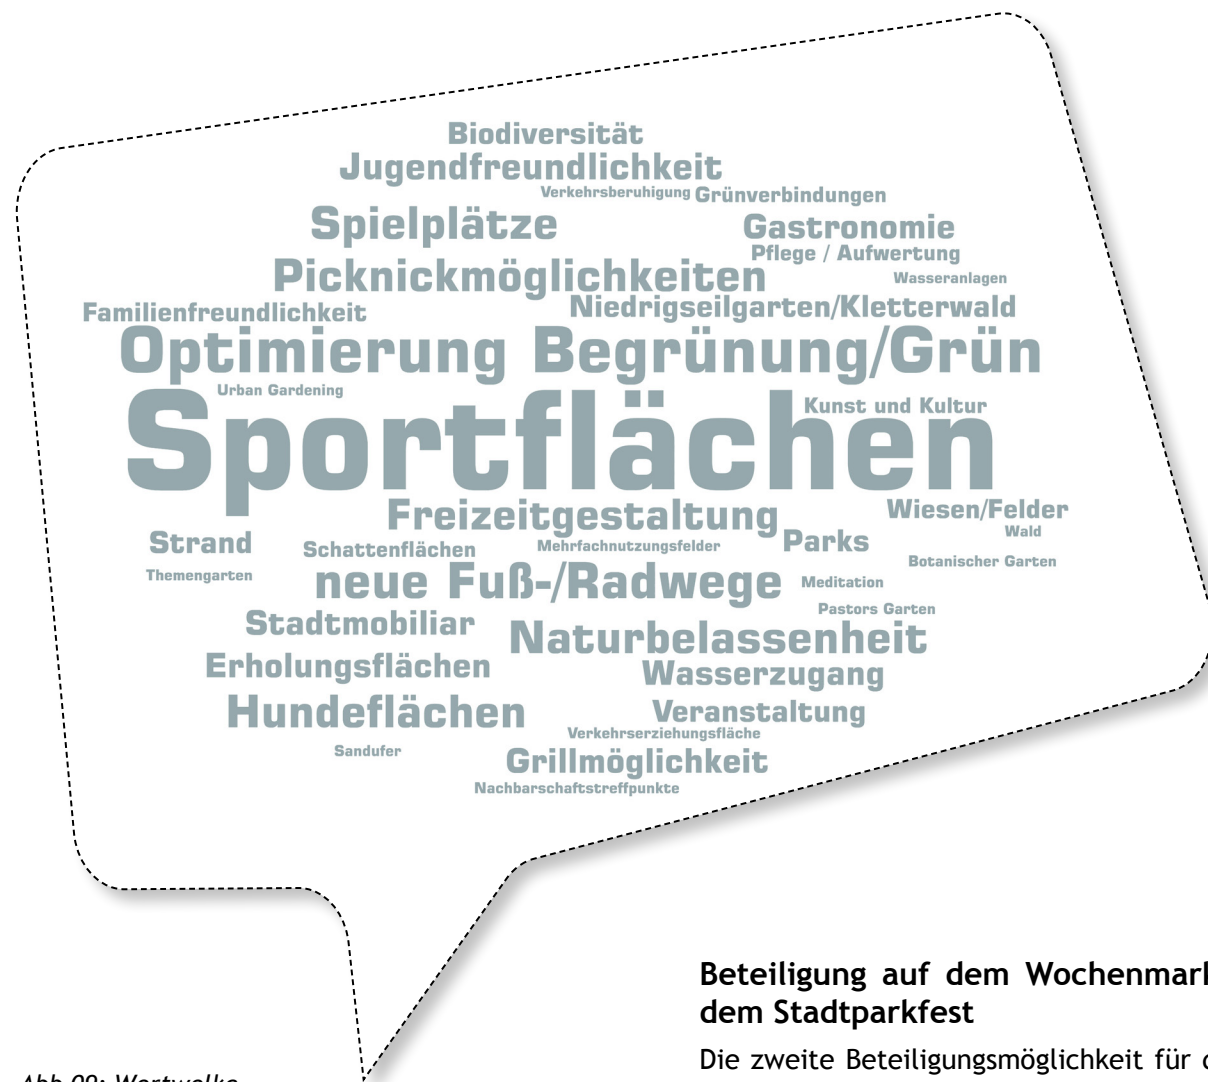 Biodiversität
Jugendfreundlichkeit
Verkehrsberuhigung Grünverbindungen
Spielplätze Gastronomie
Pflege / Aufwertung
Picknickmöglichkeiten Wasseranlagen
Familienfreundlichkeit Niedrigseilgarten/Kletterwald
Optimierung Begrünung/Grün
Urban Gardening
Kunst und Kultur
Sportflächen
Freizeitgestaltung Wiesen/Felder
Strand Schattenflächen Mehrfachnutzungsfelder Parks Wald
Botanischer Garten
Themengarten neue Fuß-/Radwege Meditation
Pastors Garten
Stadtmobiliar Naturbelassenheit
Erholungsflächen Wasserzugang
Hundeflächen Veranstaltung
Verkehrserziehungsfläche
Sandufer Grillmöglichkeit
Nachbarschaftstreffpunkte
Beteiligung auf dem Wochenmark
dem Stadtparkfest
Die zweite Beteiligungsmöglichkeit für
Abb 09: Wortwolke